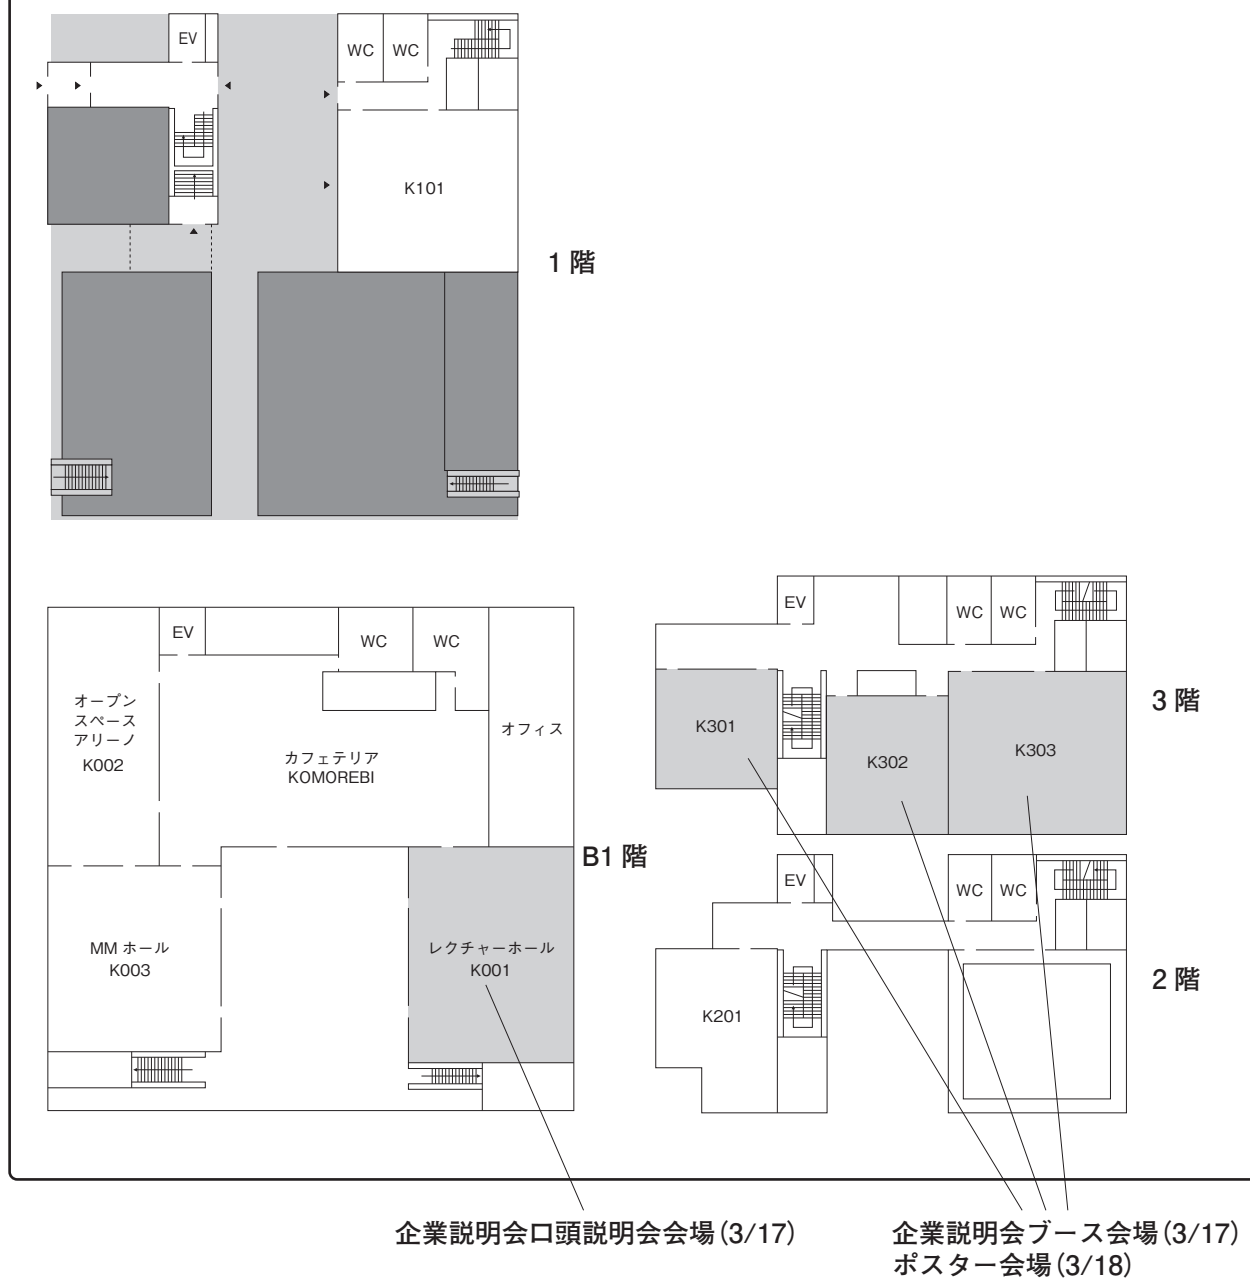 EV
WC
WC
K101
1 階
EV
WC
WC
オープン
スペース
アリーノ
K002
カフェテリア
KOMOREBI
オフィス
B1 階
MM ホール
K003
レクチャーホール
K001
EV
WC
WC
K301
K302
K303
3 階
EV
WC
WC
K201
2 階
企業説明会口頭説明会会場(3/17)
企業説明会ブース会場(3/17)
ポスター会場(3/18)